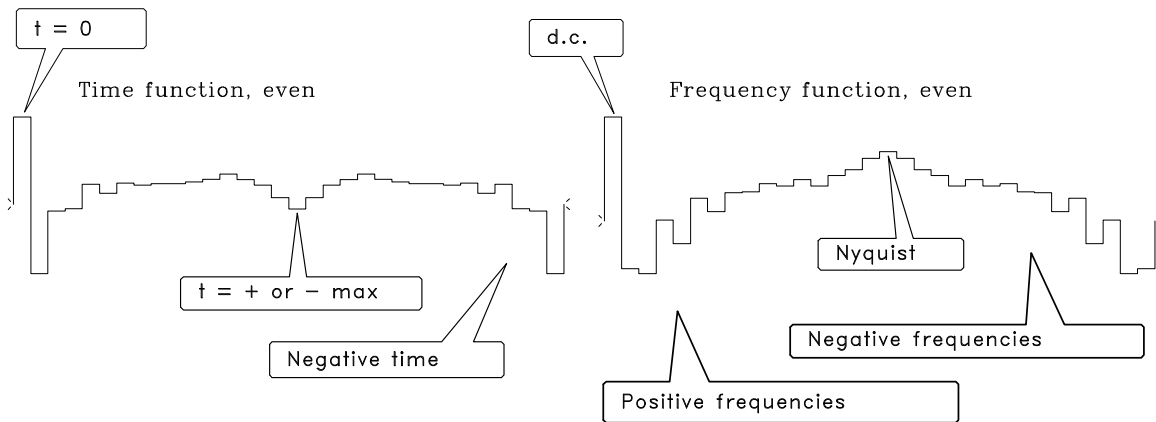 t = 0
d.c.
Time function, even
Frequency function, even
Nyquist
t = + or − max
Negative frequencies
Negative time
Positive frequencies